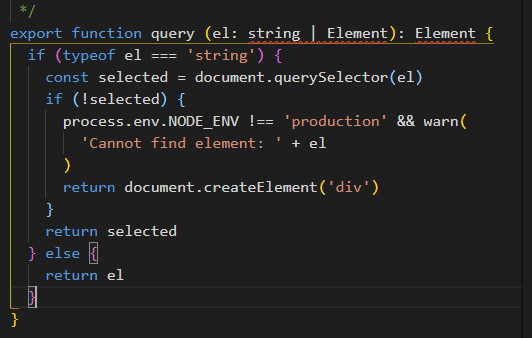 */
export function query (el: string | Element): Element {
if (typeof el === 'string') {
const selected = document.querySelector(el)
if (!selected) {
process.env.NODE_ENV !== 'production' && warn(
'Cannot find element: ' + el
)
return document.createElement('div')
}
return selected
} else {
return el
}
}